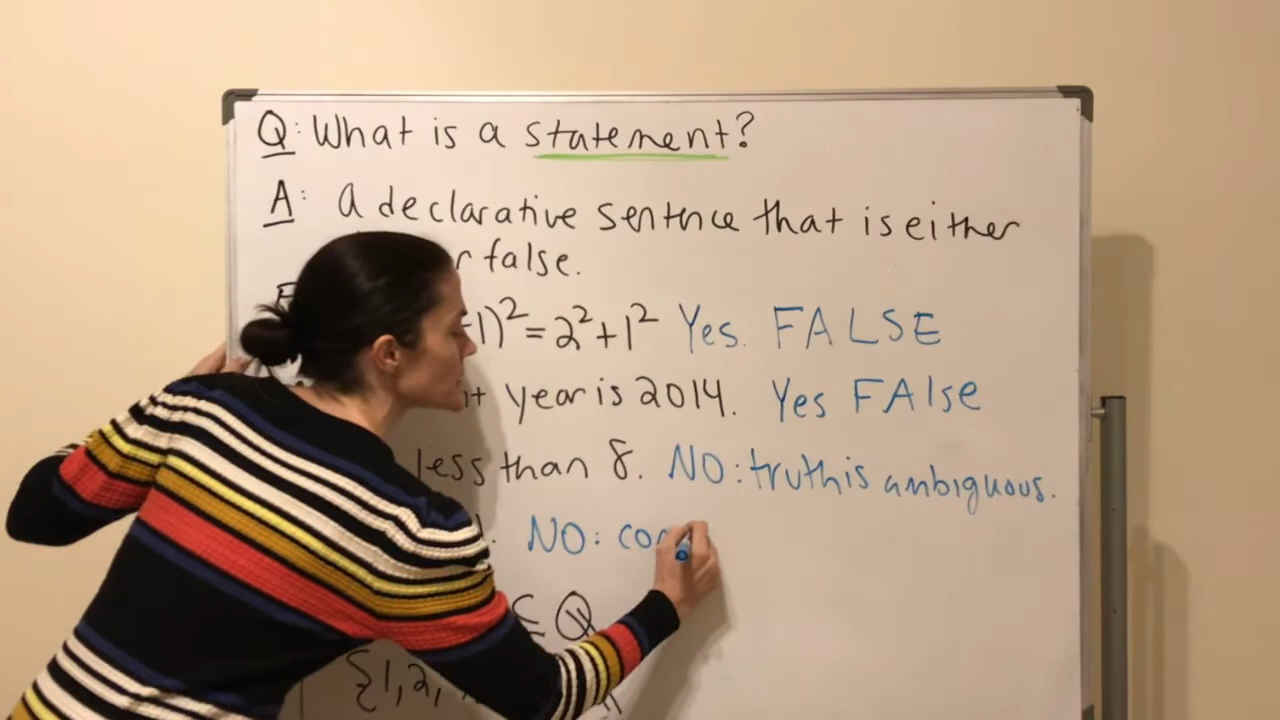 Q: What is a statement?
A: A declarative sentence that is either
r false.
-1)² = 2² + 1² Yes. FALSE
year is 2014. Yes FAlse
less than 8. NO: truth is ambiguous.
NO: co
⊆ ℚ
{1, 2,